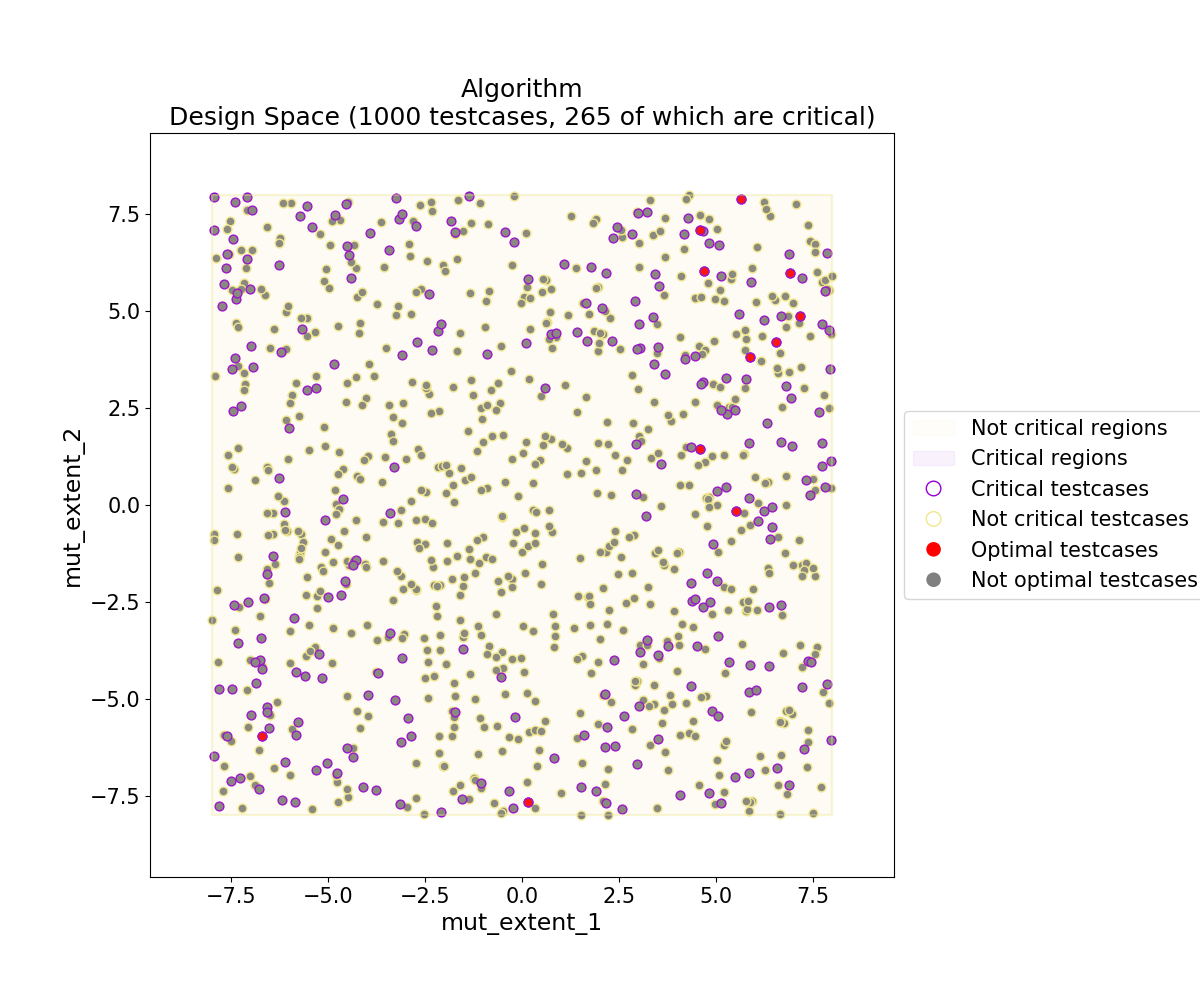 Algorithm
Design Space (1000 testcases, 265 of which are critical)
7.5
5.0
2.5
0.0
−2.5
−5.0
−7.5
mut_extent_2
−7.5 −5.0 −2.5 0.0 2.5 5.0 7.5
mut_extent_1
Not critical regions
Critical regions
Critical testcases
Not critical testcases
Optimal testcases
Not optimal testcases